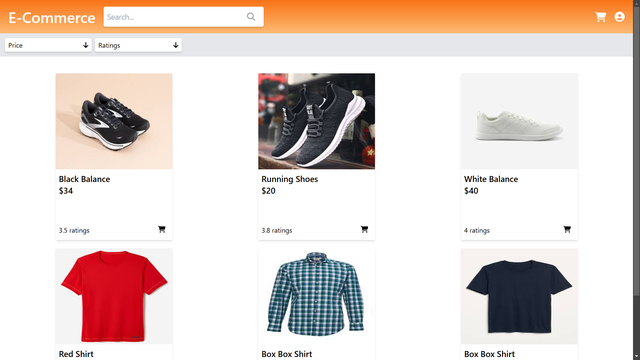 E-Commerce
Search...
Price
Ratings
Black Balance
$34
3.5 ratings
Running Shoes
$20
3.8 ratings
White Balance
$40
4 ratings
Red Shirt
Box Box Shirt
Box Box Shirt